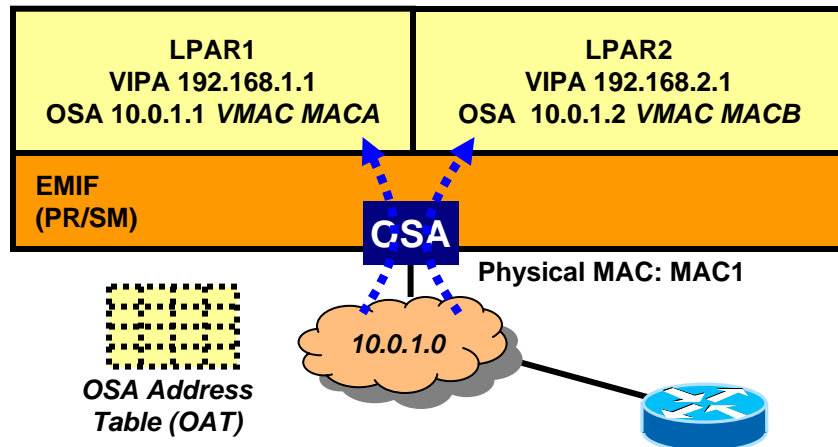 LPAR1
VIPA 192.168.1.1
OSA 10.0.1.1 VMAC MACA
LPAR2
VIPA 192.168.2.1
OSA 10.0.1.2 VMAC MACB
EMIF
(PR/SM)
OSA
Physical MAC: MAC1
10.0.1.0
OSA Address
Table (OAT)